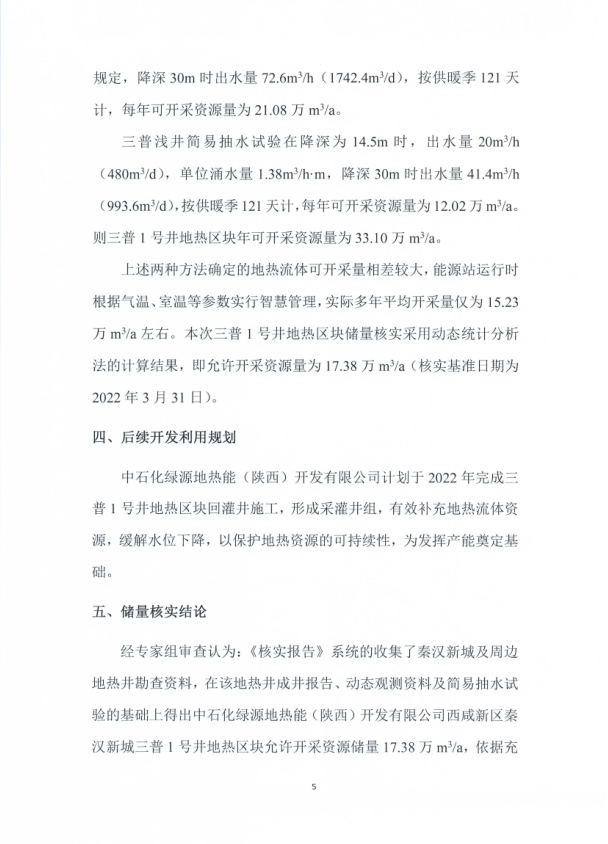 规定，降深 30m 时出水量 72.6m³/h（1742.4m³/d），按供暖季 121 天
计，每年可开采资源量为 21.08 万 m³/a。
三普浅井简易抽水试验在降深为 14.5m 时，出水量 20m³/h
（480m³/d），单位涌水量 1.38m³/h·m，降深 30m 时出水量 41.4m³/h
（993.6m³/d），按供暖季 121 天计，每年可开采资源量为 12.02 万 m³/a。
则三普 1 号井地热区块年可开采资源量为 33.10 万 m³/a。
上述两种方法确定的地热流体可开采量相差较大，能源站运行时
根据气温、室温等参数实行智慧管理，实际多年平均开采量仅为 15.23
万 m³/a 左右。本次三普 1 号井地热区块储量核实采用动态统计分析
法的计算结果，即允许开采资源量为 17.38 万 m³/a（核实基准日期为
2022 年 3 月 31 日）。
四、后续开发利用规划
中石化绿源地热能（陕西）开发有限公司计划于 2022 年完成三
普 1 号井地热区块回灌井施工，形成采灌井组，有效补充地热流体资
源，缓解水位下降，以保护地热资源的可持续性，为发挥产能奠定基
础。
五、储量核实结论
经专家组审查认为：《核实报告》系统的收集了秦汉新城及周边
地热井勘查资料，在该地热井成井报告、动态观测资料及简易抽水试
验的基础上得出中石化绿源地热能（陕西）开发有限公司西咸新区秦
汉新城三普 1 号井地热区块允许开采资源储量 17.38 万 m³/a，依据充
5